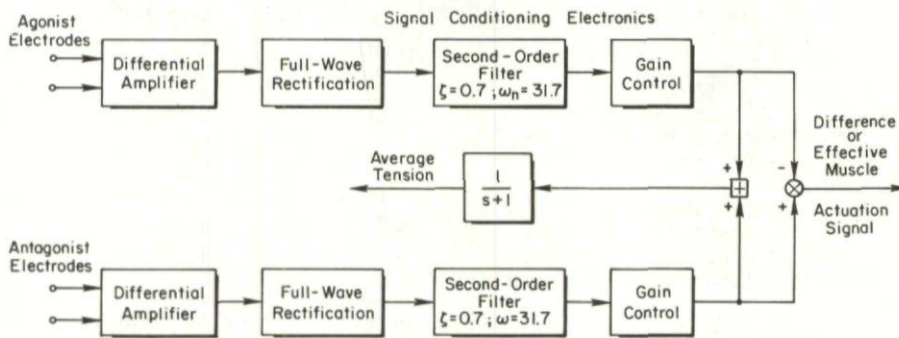 Signal Conditioning Electronics
Agonist
Electrodes
Differential
Amplifier
Full-Wave
Rectification
Second-Order
Filter
ζ=0.7 ; ωn= 31.7
Gain
Control
Average
Tension
1
s+1
+
+
+
-
+
Difference
or
Effective
Muscle
Actuation
Signal
Antagonist
Electrodes
Differential
Amplifier
Full-Wave
Rectification
Second-Order
Filter
ζ=0.7 ; ω=31.7
Gain
Control